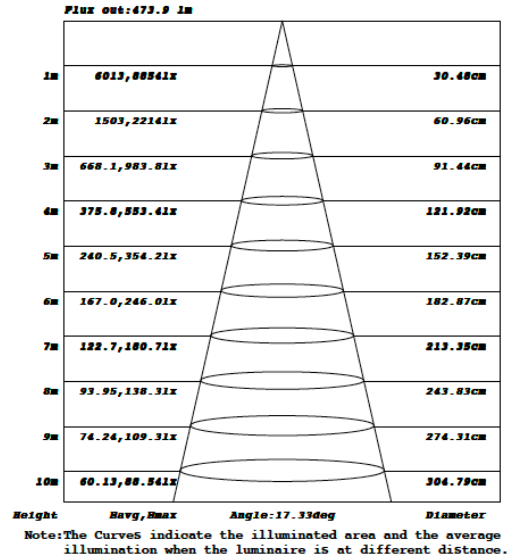 Flux out:473.9 lm
1m 6013,8854lx 30.48cm
2m 1503,2214lx 60.96cm
3m 668.1,983.8lx 91.44cm
4m 375.8,553.4lx 121.92cm
5m 240.5,354.2lx 152.39cm
6m 167.0,246.0lx 182.87cm
7m 122.7,180.7lx 213.35cm
8m 93.95,138.3lx 243.83cm
9m 74.24,109.3lx 274.31cm
10m 60.13,88.54lx 304.79cm
Height Havg,Hmax Angle:17.33deg Diameter
Note:The Curves indicate the illuminated area and the average
illumination when the luminaire is at different distance.